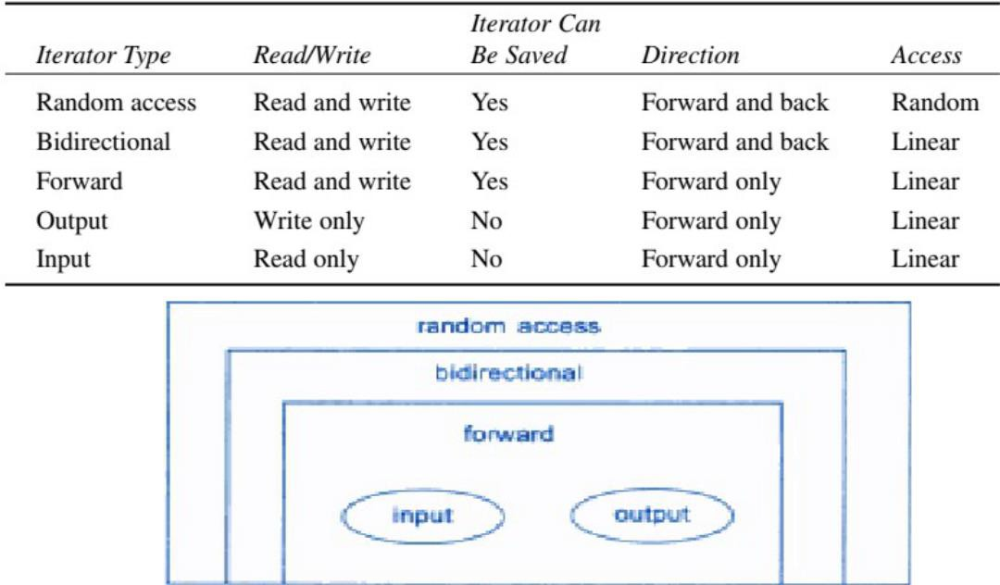 Iterator Can
Iterator Type Read/Write Be Saved Direction Access
Random access Read and write Yes Forward and back Random
Bidirectional Read and write Yes Forward and back Linear
Forward Read and write Yes Forward only Linear
Output Write only No Forward only Linear
Input Read only No Forward only Linear
random access
bidirectional
forward
input output